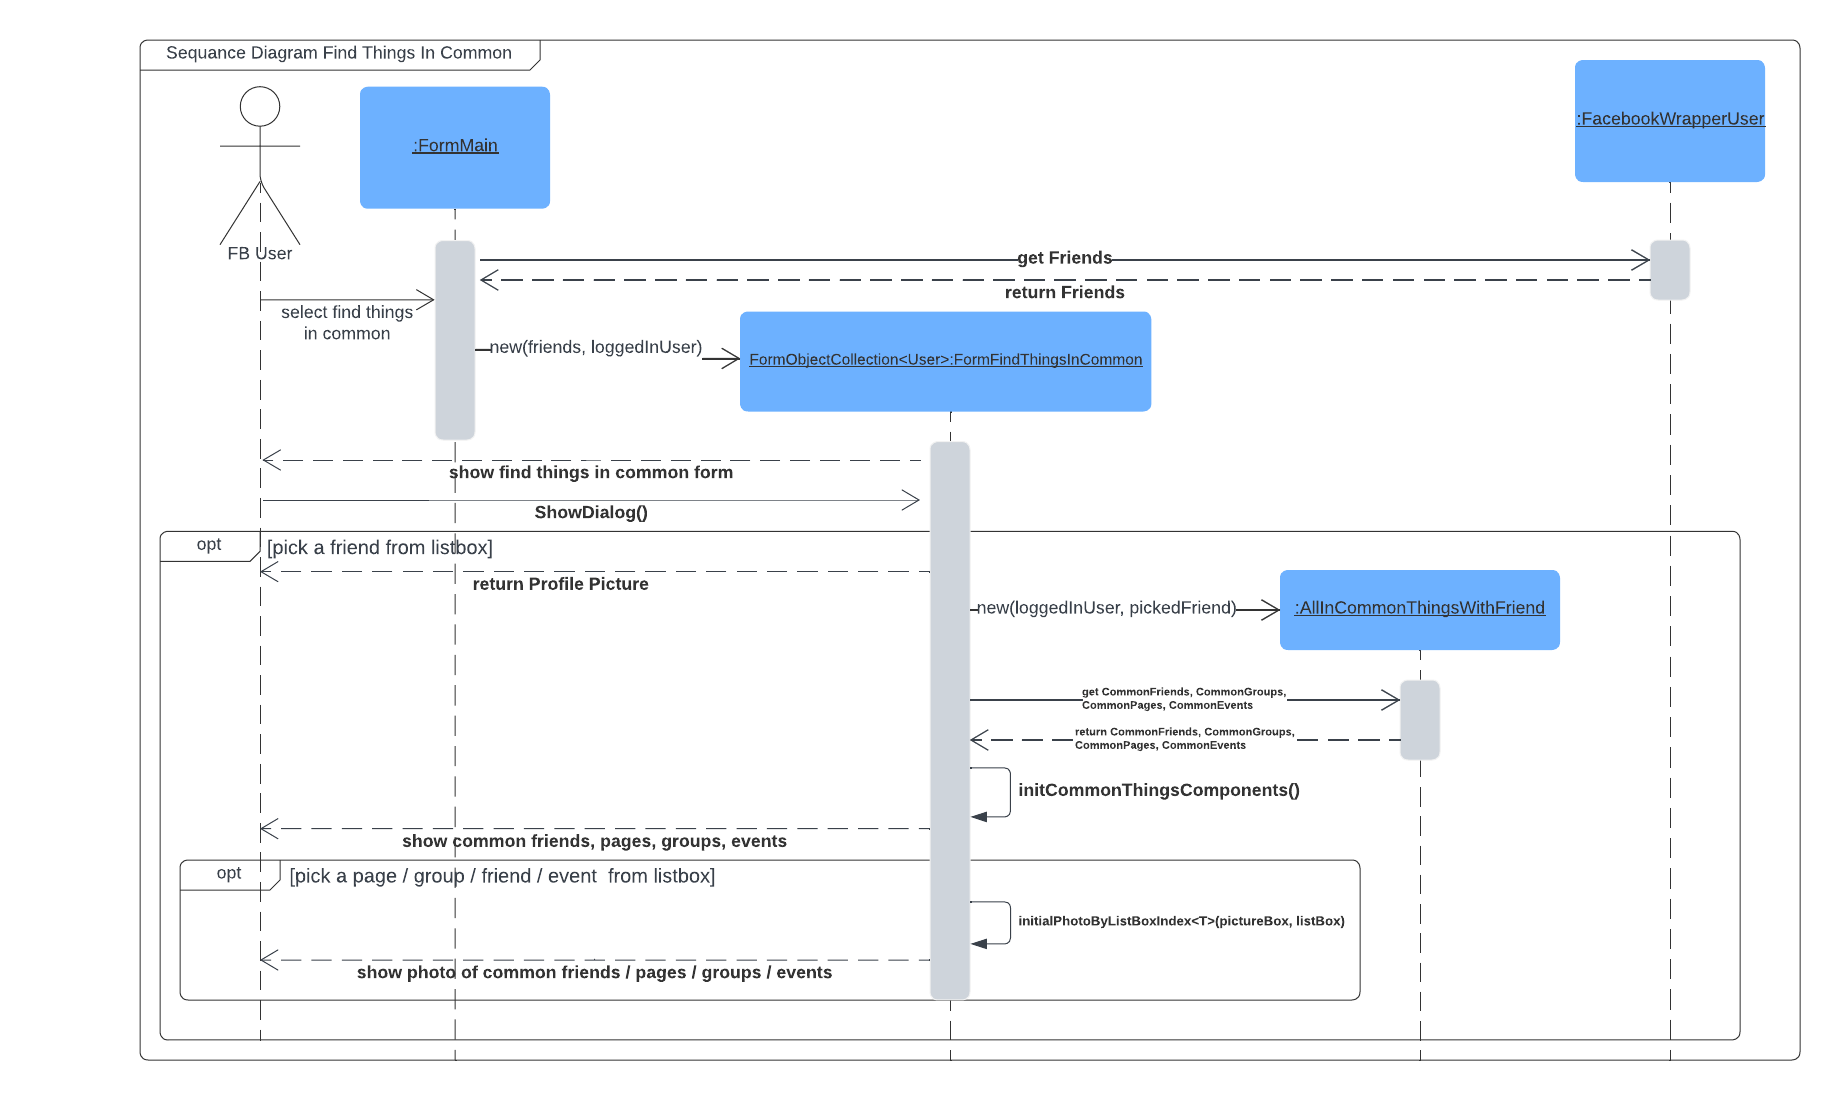 Sequance Diagram Find Things In Common
:FormMain
:FacebookWrapperUser
FB User
get Friends
return Friends
select find things
in common
new(friends, loggedInUser)
FormObjectCollection<User>:FormFindThingsInCommon
show find things in common form
ShowDialog()
opt
[pick a friend from listbox]
return Profile Picture
new(loggedInUser, pickedFriend)
:AllInCommonThingsWithFriend
get CommonFriends, CommonGroups,
CommonPages, CommonEvents
return CommonFriends, CommonGroups,
CommonPages, CommonEvents
initCommonThingsComponents()
show common friends, pages, groups, events
opt
[pick a page / group / friend / event  from listbox]
initialPhotoByListBoxIndex<T>(pictureBox, listBox)
show photo of common friends / pages / groups / events